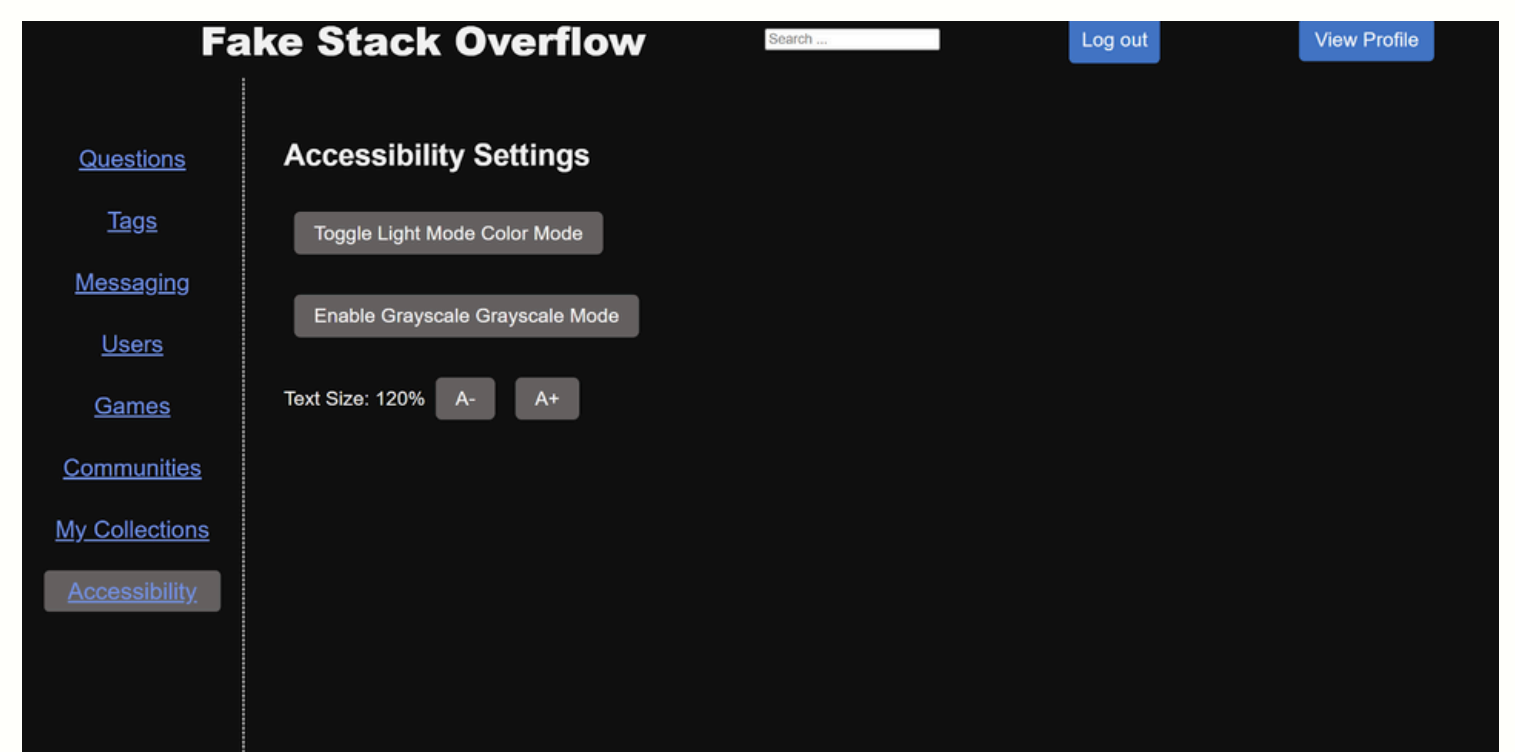 Fake Stack Overflow
Search ...
Log out
View Profile
Questions
Tags
Messaging
Users
Games
Communities
My Collections
Accessibility
Accessibility Settings
Toggle Light Mode Color Mode
Enable Grayscale Grayscale Mode
Text Size: 120% A- A+